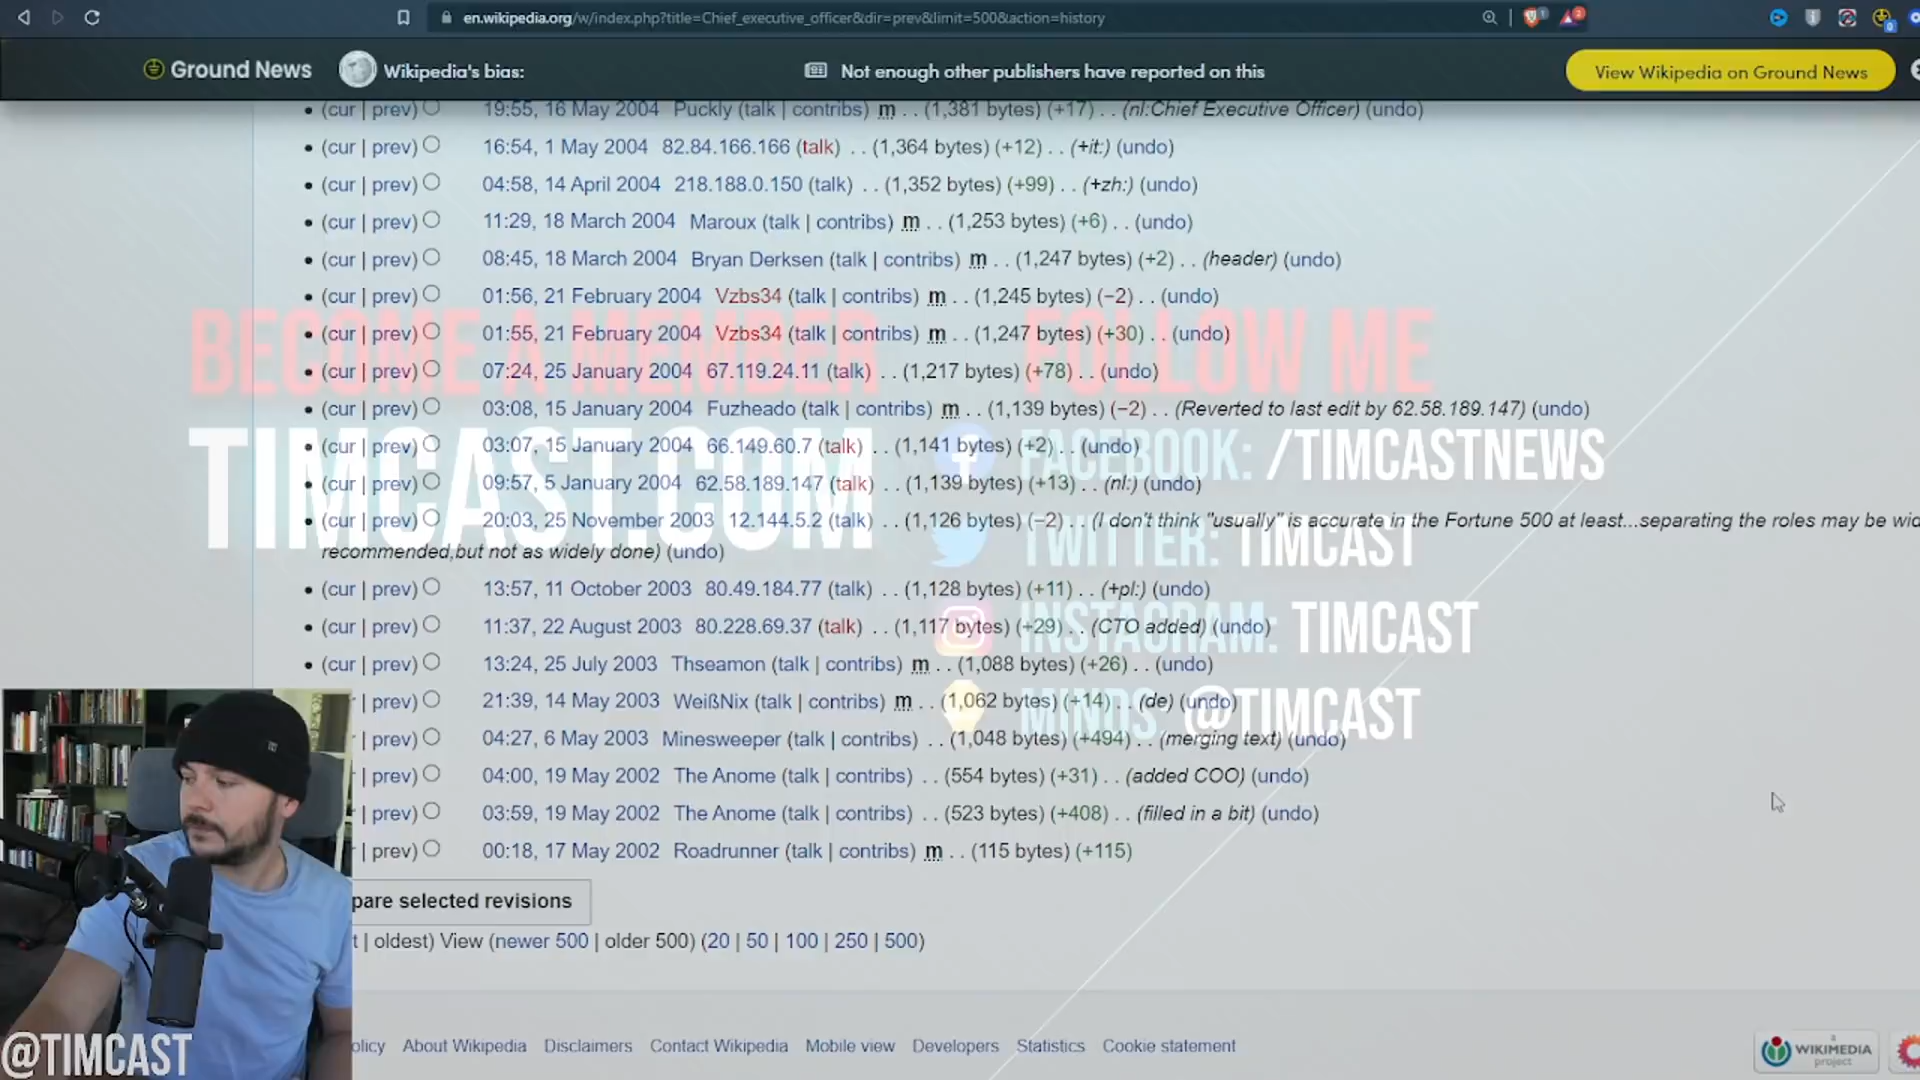 en.wikipedia.org/w/index.php?title=Chief_executive_officer&dir=prev&limit=500&action=history
Ground News
Wikipedia's bias:
Not enough other publishers have reported on this
View Wikipedia on Ground News
• (cur | prev) 19:55, 16 May 2004 Puckly (talk | contribs) m . . (1,381 bytes) (+17) . . (nl:Chief Executive Officer) (undo)
• (cur | prev) 16:54, 1 May 2004 82.84.166.166 (talk) . . (1,364 bytes) (+12) . . (+it:) (undo)
• (cur | prev) 04:58, 14 April 2004 218.188.0.150 (talk) . . (1,352 bytes) (+99) . . (+zh:) (undo)
• (cur | prev) 11:29, 18 March 2004 Maroux (talk | contribs) m . . (1,253 bytes) (+6) . . (undo)
• (cur | prev) 08:45, 18 March 2004 Bryan Derksen (talk | contribs) m . . (1,247 bytes) (+2) . . (header) (undo)
• (cur | prev) 01:56, 21 February 2004 Vzbs34 (talk | contribs) m . . (1,245 bytes) (−2) . . (undo)
• (cur | prev) 01:55, 21 February 2004 Vzbs34 (talk | contribs) m . . (1,247 bytes) (+30) . . (undo)
• (cur | prev) 07:24, 25 January 2004 67.119.24.11 (talk) . . (1,217 bytes) (+78) . . (undo)
• (cur | prev) 03:08, 15 January 2004 Fuzheado (talk | contribs) m . . (1,139 bytes) (−2) . . (Reverted to last edit by 62.58.189.147) (undo)
• (cur | prev) 03:07, 15 January 2004 66.149.60.7 (talk) . . (1,141 bytes) (+2) . . (undo)
• (cur | prev) 09:57, 5 January 2004 62.58.189.147 (talk) . . (1,139 bytes) (+13) . . (nl:) (undo)
• (cur | prev) 20:03, 25 November 2003 12.144.5.2 (talk) . . (1,126 bytes) (−2) . . (I don't think "usually" is accurate in the Fortune 500 at least...separating the roles may be wid
recommended,but not as widely done) (undo)
• (cur | prev) 13:57, 11 October 2003 80.49.184.77 (talk) . . (1,128 bytes) (+11) . . (+pl:) (undo)
• (cur | prev) 11:37, 22 August 2003 80.228.69.37 (talk) . . (1,117 bytes) (+29) . . (CTO added) (undo)
• (cur | prev) 13:24, 25 July 2003 Thseamon (talk | contribs) m . . (1,088 bytes) (+26) . . (undo)
| prev) 21:39, 14 May 2003 WeißNix (talk | contribs) m . . (1,062 bytes) (+14) . . (de) (undo)
| prev) 04:27, 6 May 2003 Minesweeper (talk | contribs) . . (1,048 bytes) (+494) . . (merging text) (undo)
| prev) 04:00, 19 May 2002 The Anome (talk | contribs) . . (554 bytes) (+31) . . (added COO) (undo)
| prev) 03:59, 19 May 2002 The Anome (talk | contribs) . . (523 bytes) (+408) . . (filled in a bit) (undo)
| prev) 00:18, 17 May 2002 Roadrunner (talk | contribs) m . . (115 bytes) (+115)
pare selected revisions
t | oldest) View (newer 500 | older 500) (20 | 50 | 100 | 250 | 500)
olicy About Wikipedia Disclaimers Contact Wikipedia Mobile view Developers Statistics Cookie statement
a
WIKIMEDIA
project
BECOME A MEMBER
TIMCAST.COM
FOLLOW ME
FACEBOOK: /TIMCASTNEWS
TWITTER: TIMCAST
INSTAGRAM: TIMCAST
MINDS: @TIMCAST
@TIMCAST